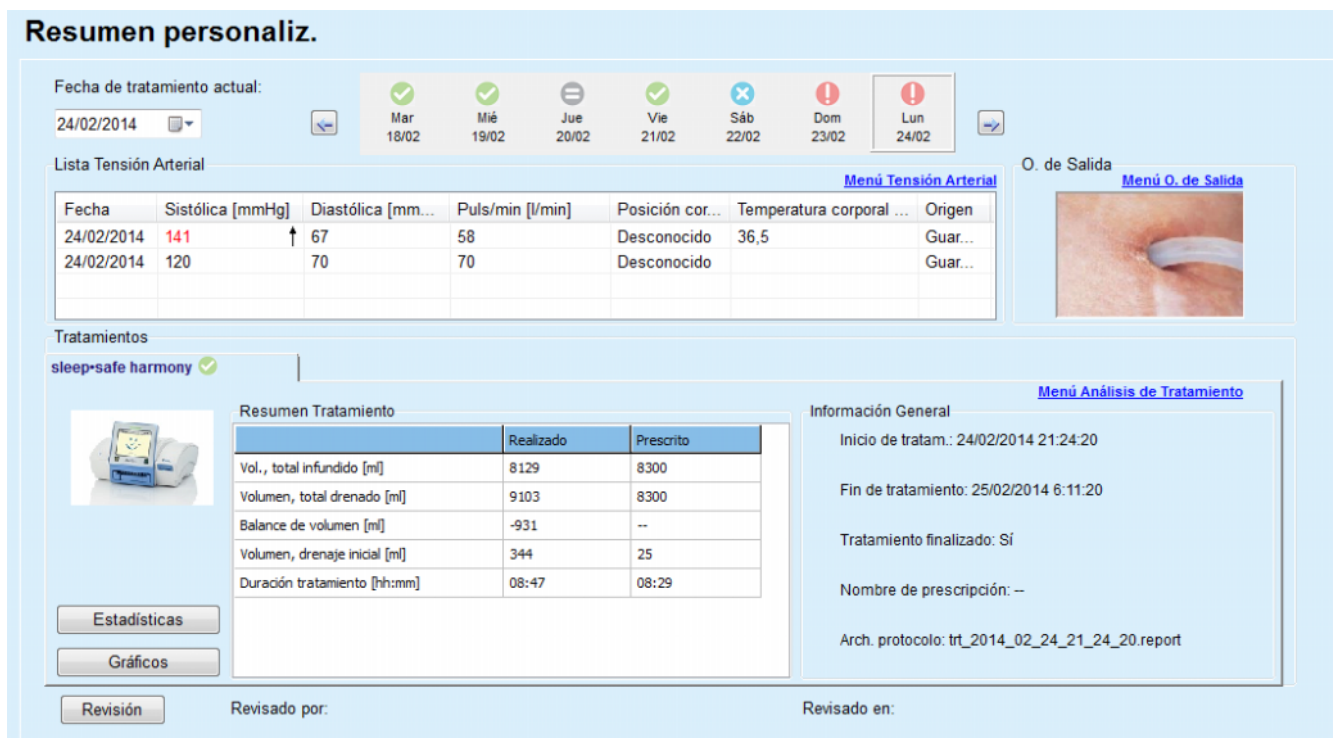 Resumen personaliz.
Fecha de tratamiento actual:
24/02/2014
Mar 18/02
Mié 19/02
Jue 20/02
Vie 21/02
Sáb 22/02
Dom 23/02
Lun 24/02
Lista Tensión Arterial
Menú Tensión Arterial
Fecha Sistólica [mmHg] Diastólica [mm... Puls/min [l/min] Posición cor... Temperatura corporal ... Origen
24/02/2014 141 67 58 Desconocido 36,5 Guar...
24/02/2014 120 70 70 Desconocido Guar...
O. de Salida
Menú O. de Salida
Tratamientos
sleep•safe harmony
Menú Análisis de Tratamiento
Resumen Tratamiento
Realizado Prescrito
Vol., total infundido [ml] 8129 8300
Volumen, total drenado [ml] 9103 8300
Balance de volumen [ml] -931 --
Volumen, drenaje inicial [ml] 344 25
Duración tratamiento [hh:mm] 08:47 08:29
Información General
Inicio de tratam.: 24/02/2014 21:24:20
Fin de tratamiento: 25/02/2014 6:11:20
Tratamiento finalizado: Sí
Nombre de prescripción: --
Arch. protocolo: trt_2014_02_24_21_24_20.report
Estadísticas
Gráficos
Revisión
Revisado por:
Revisado en: